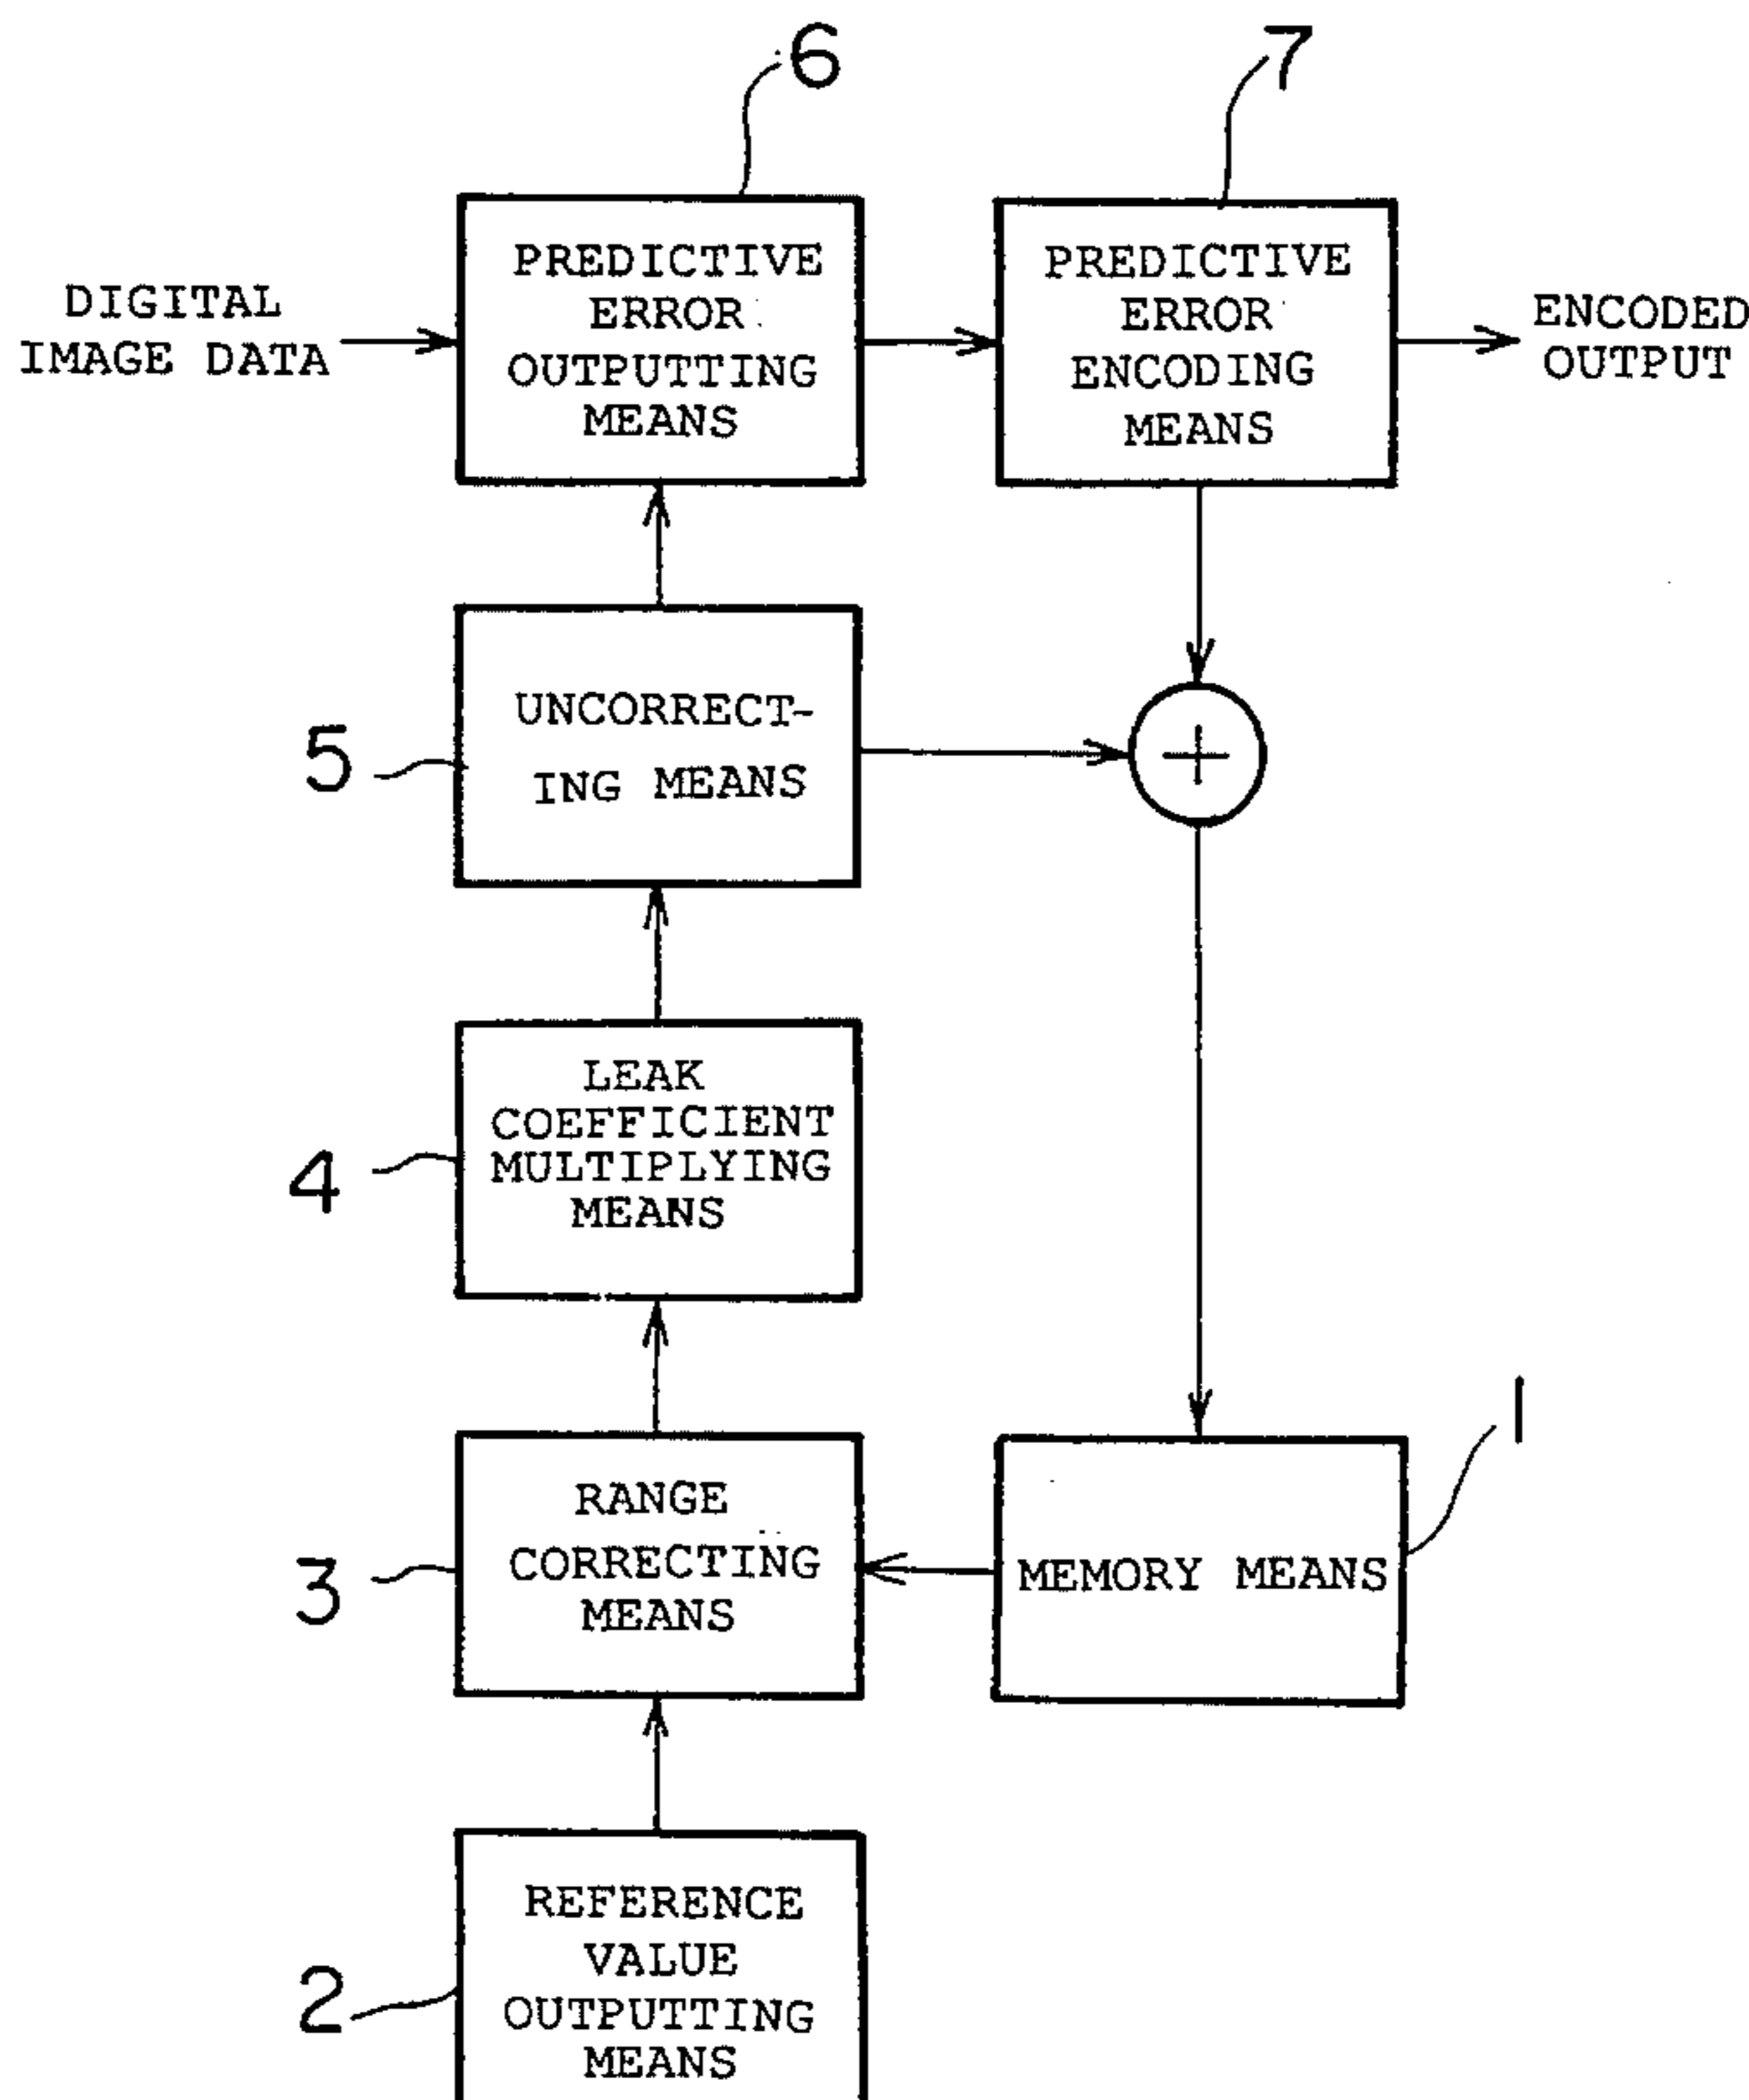 6
7
DIGITAL
IMAGE DATA
PREDICTIVE
ERROR
OUTPUTTING
MEANS
PREDICTIVE
ERROR
ENCODING
MEANS
ENCODED
OUTPUT
5
UNCORRECT-
ING MEANS
+
4
LEAK
COEFFICIENT
MULTIPLYING
MEANS
3
RANGE
CORRECTING
MEANS
MEMORY MEANS
1
2
REFERENCE
VALUE
OUTPUTTING
MEANS